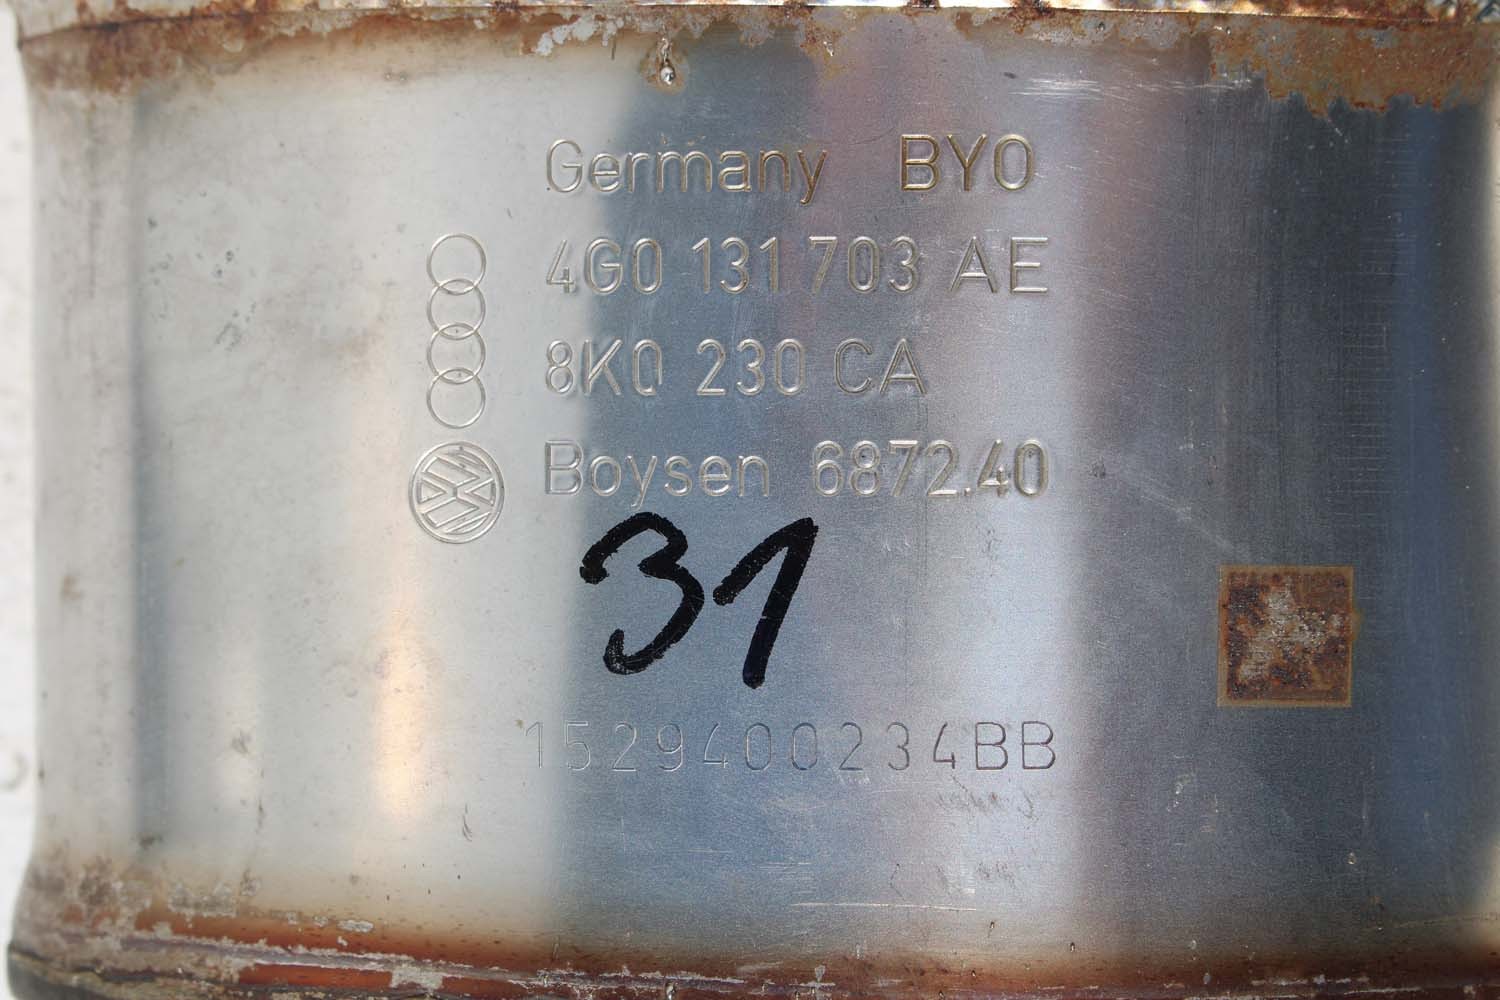 Germany BYO
4G0 131 703 AE
8K0 230 CA
Boysen 6872.40
31
1529400234BB